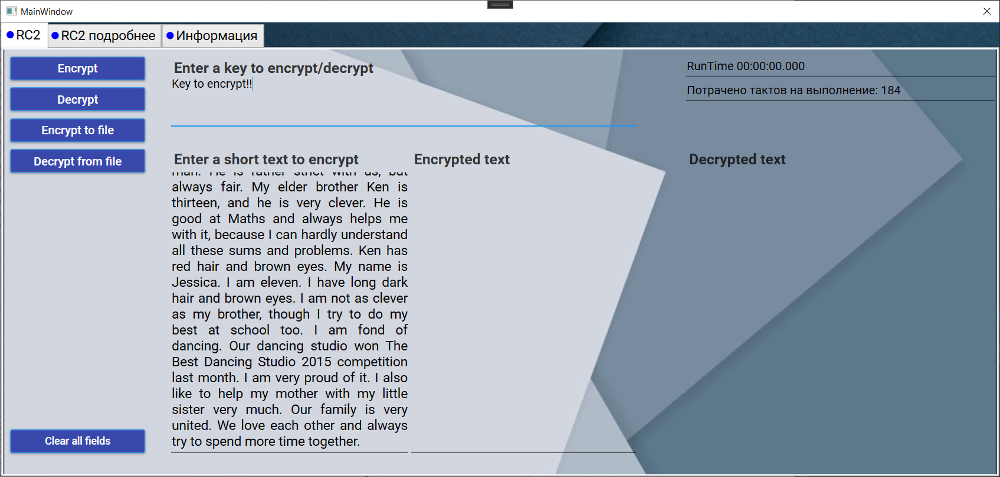 MainWindow
RC2
RC2 подробнее
Информация
Encrypt
Decrypt
Encrypt to file
Decrypt from file
Clear all fields
Enter a key to encrypt/decrypt
Key to encrypt!!
RunTime 00:00:00.000
Потрачено тактов на выполнение: 184
Enter a short text to encrypt
man. He is rather strict with us, but
always fair. My elder brother Ken is
thirteen, and he is very clever. He is
good at Maths and always helps me
with it, because I can hardly understand
all these sums and problems. Ken has
red hair and brown eyes. My name is
Jessica. I am eleven. I have long dark
hair and brown eyes. I am not as clever
as my brother, though I try to do my
best at school too. I am fond of
dancing. Our dancing studio won The
Best Dancing Studio 2015 competition
last month. I am very proud of it. I also
like to help my mother with my little
sister very much. Our family is very
united. We love each other and always
try to spend more time together.
Encrypted text
Decrypted text